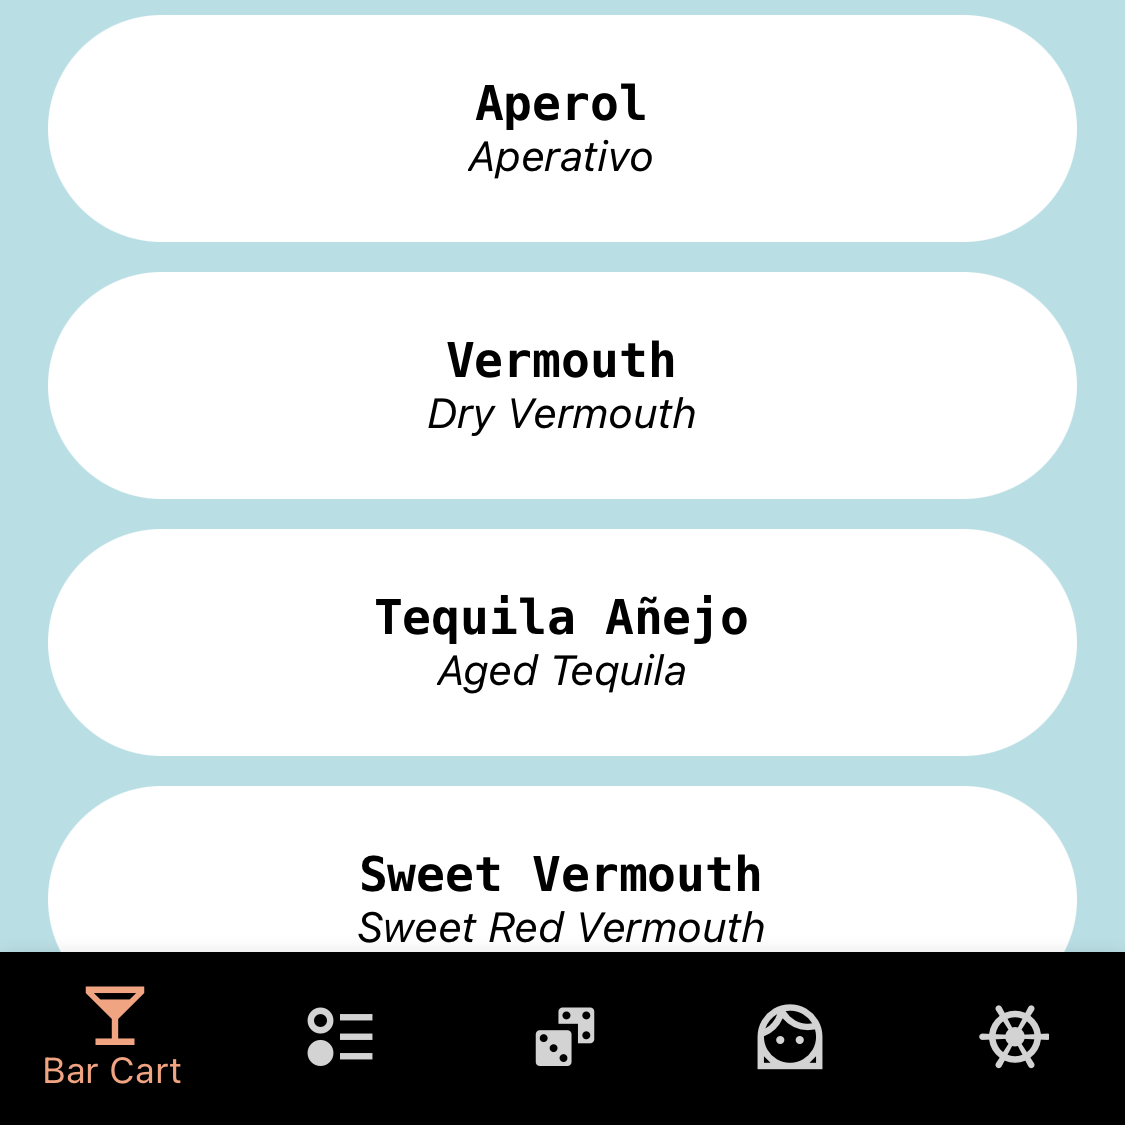 Aperol
Aperativo
Vermouth
Dry Vermouth
Tequila Añejo
Aged Tequila
Sweet Vermouth
Sweet Red Vermouth
Bar Cart